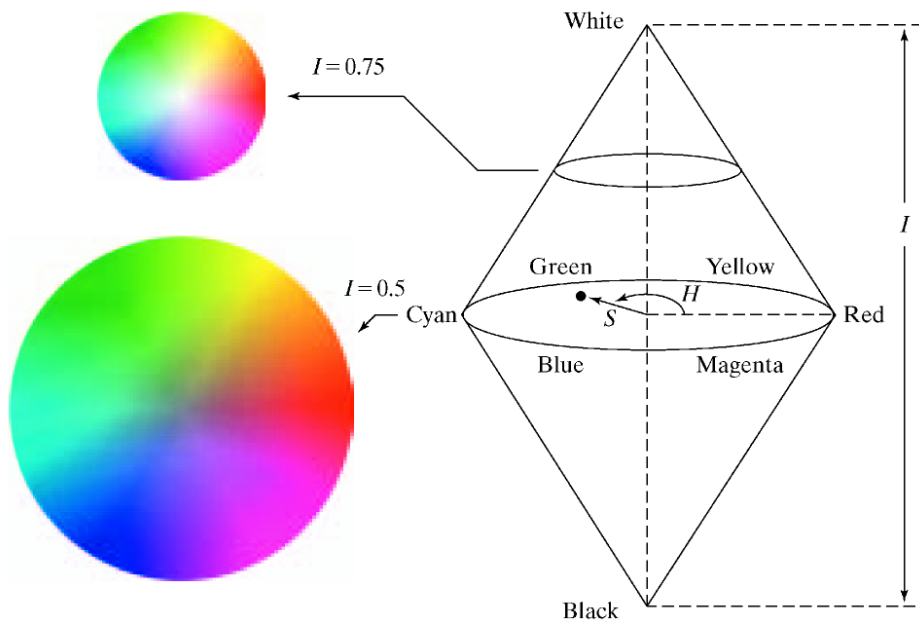 White
I = 0.75
I
Green
Yellow
I = 0.5
H
Cyan
S
Red
Blue
Magenta
Black